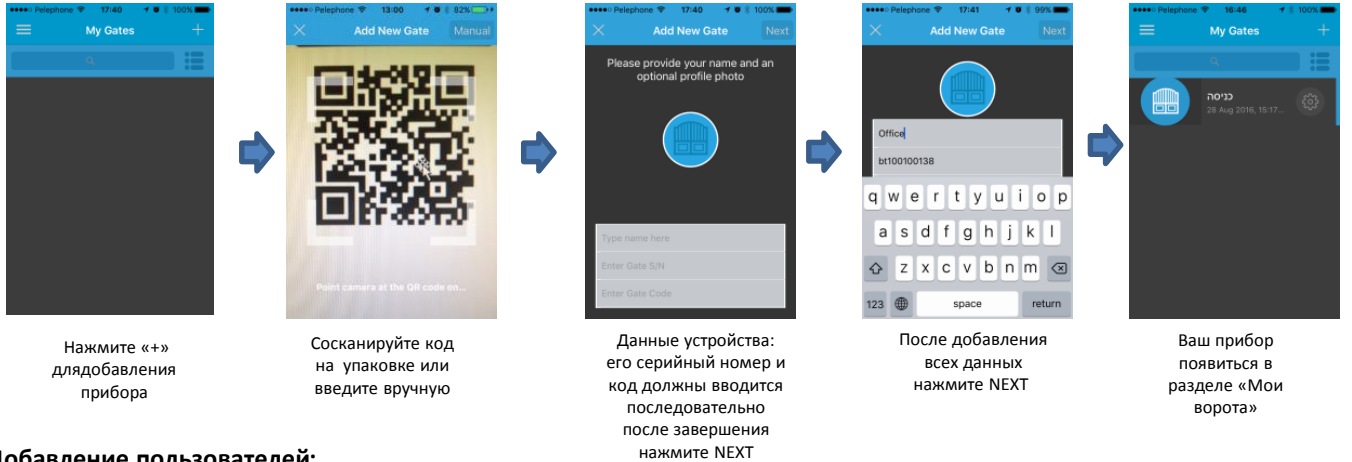 Pelephone 17:40 100%
My Gates
Pelephone 13:00 82%
Add New Gate Manual
Point camera at the QR code on...
Pelephone 17:40 100%
Add New Gate Next
Please provide your name and an
optional profile photo
Type name here
Enter Gate S/N
Enter Gate Code
Pelephone 17:41 99%
Add New Gate Next
Office
bt100100138
q w e r t y u i o p
a s d f g h j k l
z x c v b n m
123 space return
Pelephone 16:46 100%
My Gates
כניסה
28 Aug 2016, 15:17...
Нажмите «+»
длядобавления
прибора
Сосканируйте код
на упаковке или
введите вручную
Данные устройства:
его серийный номер и
код должны вводится
последовательно
после завершения
нажмите NEXT
После добавления
всех данных
нажмите NEXT
Ваш прибор
появиться в
разделе «Мои
ворота»
Добавление пользователей: